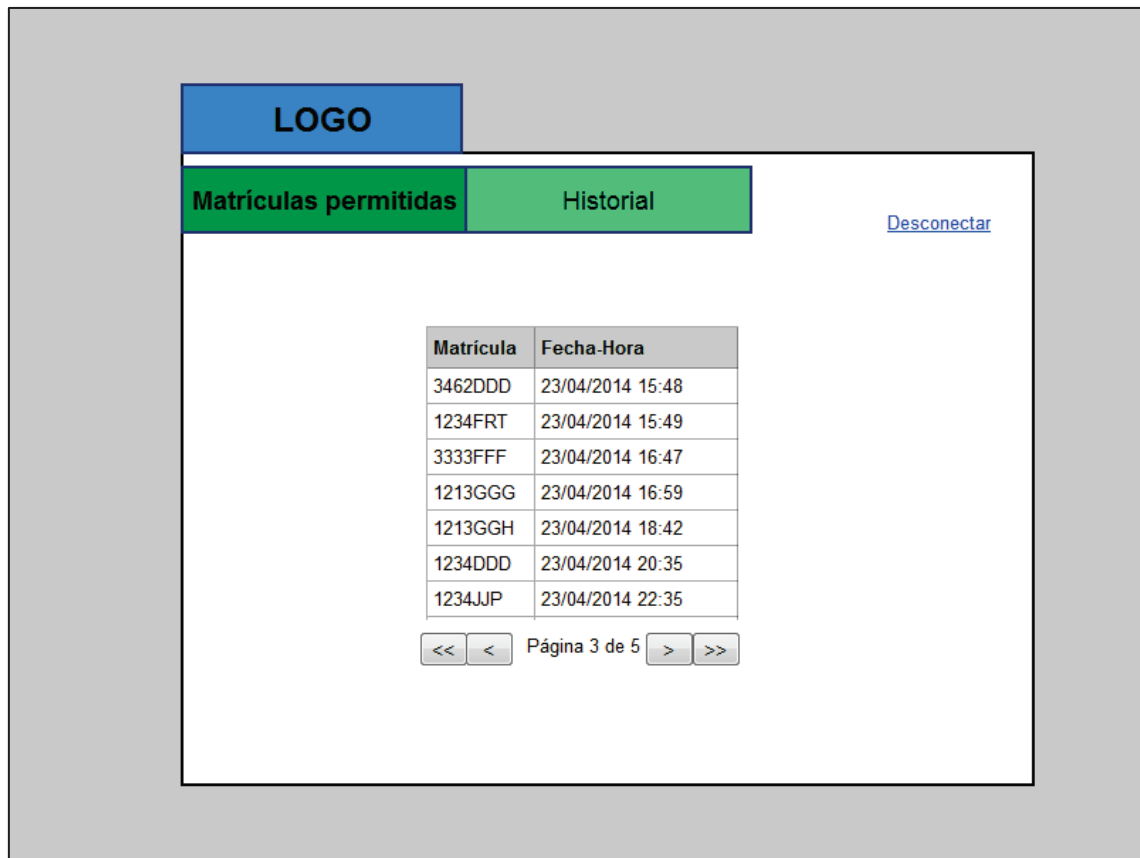 LOGO
Matrículas permitidas Historial
Desconectar
Matrícula Fecha-Hora
3462DDD 23/04/2014 15:48
1234FRT 23/04/2014 15:49
3333FFF 23/04/2014 16:47
1213GGG 23/04/2014 16:59
1213GGH 23/04/2014 18:42
1234DDD 23/04/2014 20:35
1234JJP 23/04/2014 22:35
<< < Página 3 de 5 > >>